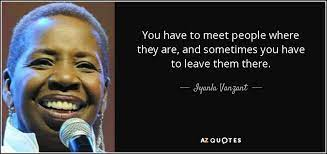 You have to meet people where
they are, and sometimes you have
to leave them there.
Iyanla Vanzant
AZ QUOTES